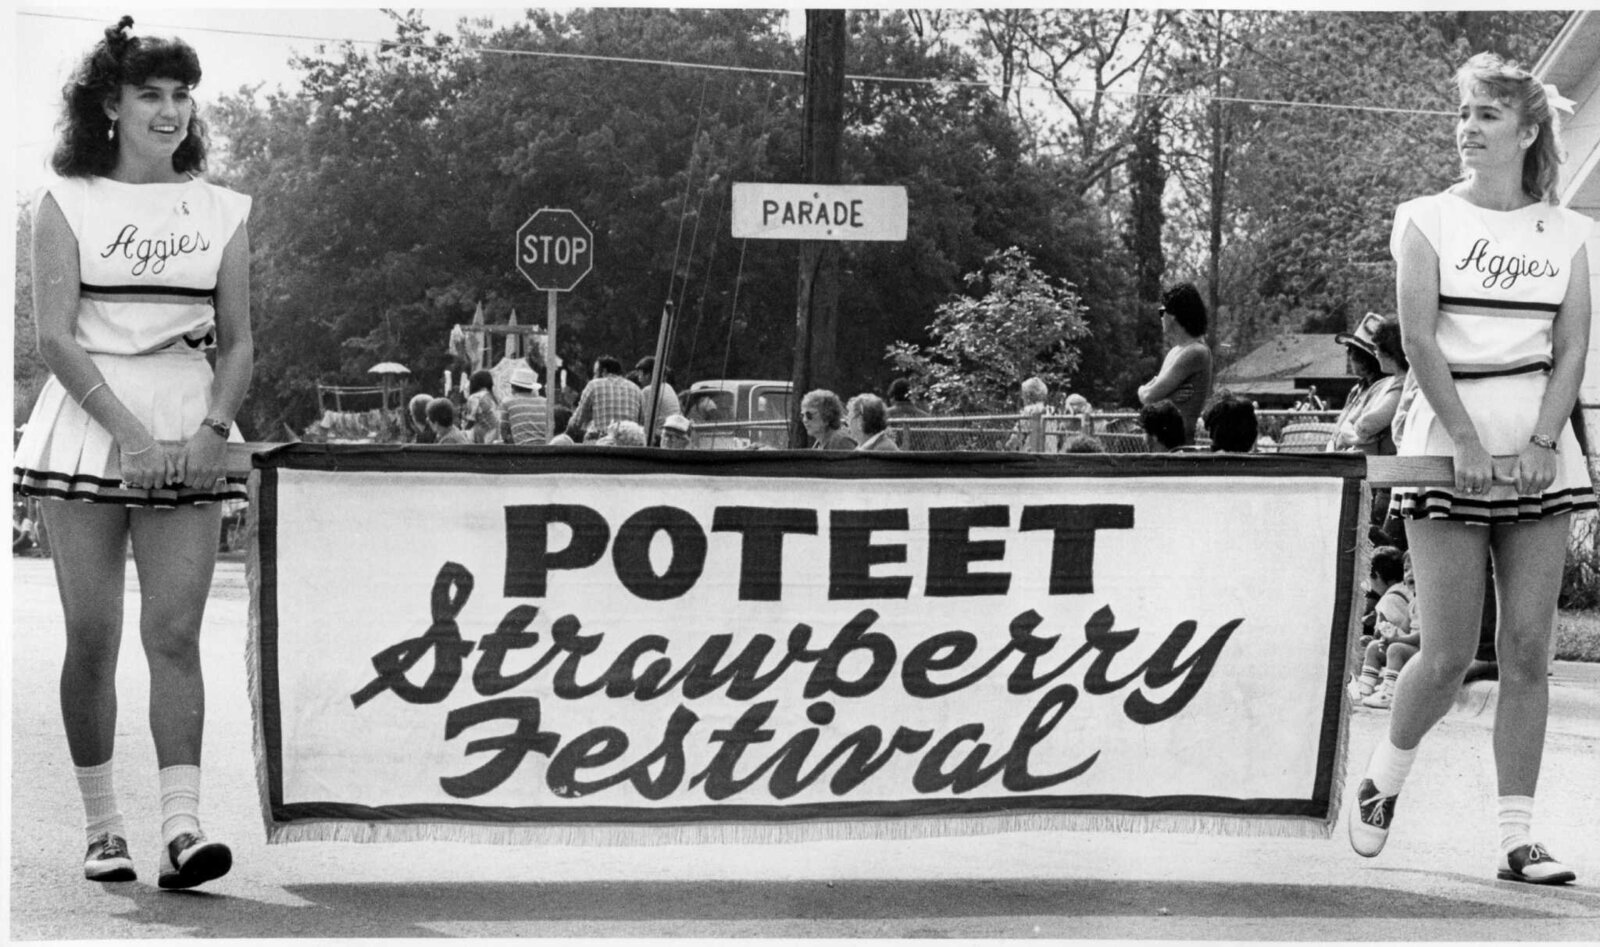 Aggies
STOP
PARADE
Aggies
POTEET
Strawberry
Festival